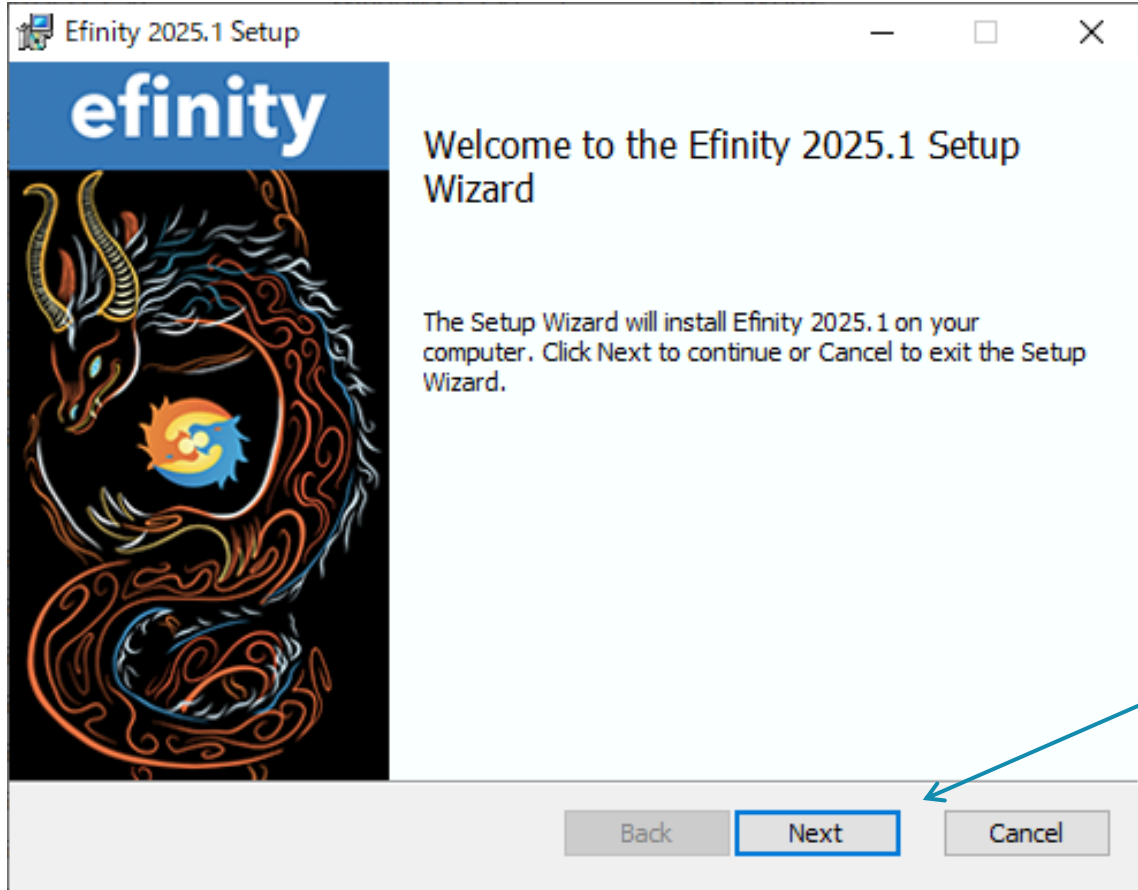 Efinity 2025.1 Setup
efinity
Welcome to the Efinity 2025.1 Setup
Wizard
The Setup Wizard will install Efinity 2025.1 on your
computer. Click Next to continue or Cancel to exit the Setup
Wizard.
Back Next Cancel